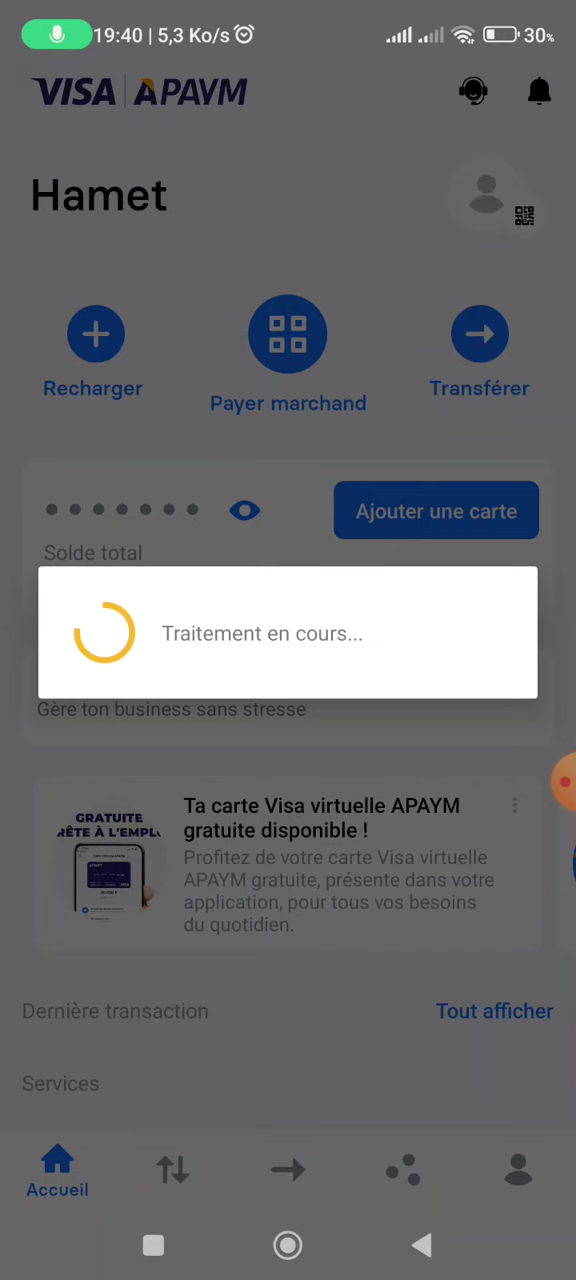 19:40 | 5,3 Ko/s
30%
VISA APAYM
Hamet
Recharger
Payer marchand
Transférer
Ajouter une carte
Solde total
Traitement en cours...
Gère ton business sans stresse
GRATUITE
RÊTE À L'EMPL
Ta carte Visa virtuelle APAYM
gratuite disponible !
Profitez de votre carte Visa virtuelle
APAYM gratuite, présente dans votre
application, pour tous vos besoins
du quotidien.
Dernière transaction
Tout afficher
Services
Accueil